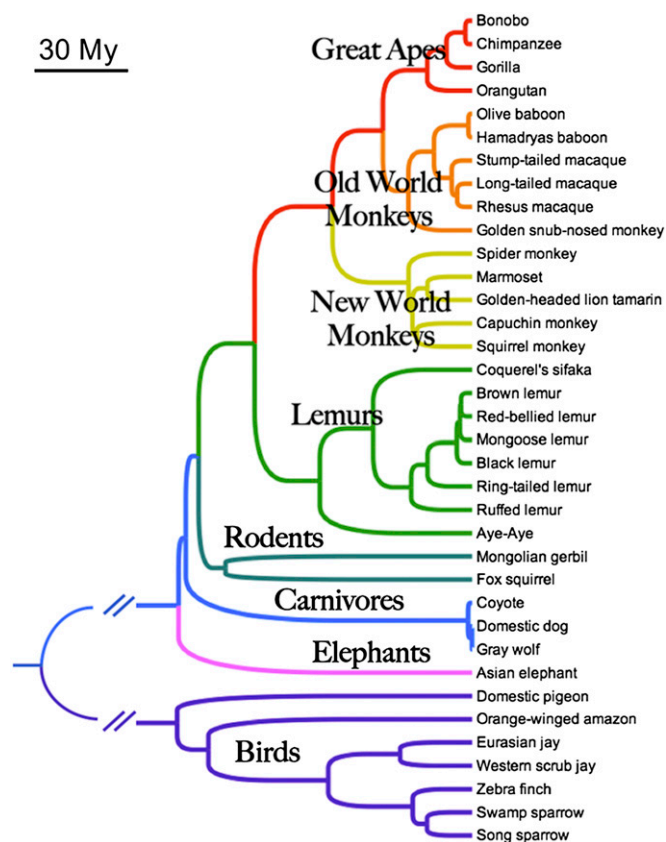 30 My
Great Apes
Bonobo
Chimpanzee
Gorilla
Orangutan
Old World
Monkeys
Olive baboon
Hamadryas baboon
Stump-tailed macaque
Long-tailed macaque
Rhesus macaque
Golden snub-nosed monkey
New World
Monkeys
Spider monkey
Marmoset
Golden-headed lion tamarin
Capuchin monkey
Squirrel monkey
Lemurs
Coquerel's sifaka
Brown lemur
Red-bellied lemur
Mongoose lemur
Black lemur
Ring-tailed lemur
Ruffed lemur
Aye-Aye
Rodents
Mongolian gerbil
Fox squirrel
Carnivores
Coyote
Domestic dog
Gray wolf
Elephants
Asian elephant
Birds
Domestic pigeon
Orange-winged amazon
Eurasian jay
Western scrub jay
Zebra finch
Swamp sparrow
Song sparrow